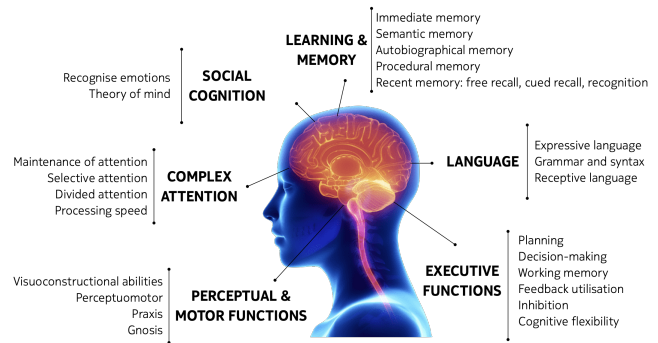 LEARNING &
MEMORY
Immediate memory
Semantic memory
Autobiographical memory
Procedural memory
Recent memory: free recall, cued recall, recognition
Recognise emotions
Theory of mind
SOCIAL
COGNITION
Maintenance of attention
Selective attention
Divided attention
Processing speed
COMPLEX
ATTENTION
LANGUAGE
Expressive language
Grammar and syntax
Receptive language
Visuoconstructional abilities
Perceptuomotor
Praxis
Gnosis
PERCEPTUAL &
MOTOR FUNCTIONS
EXECUTIVE
FUNCTIONS
Planning
Decision-making
Working memory
Feedback utilisation
Inhibition
Cognitive flexibility